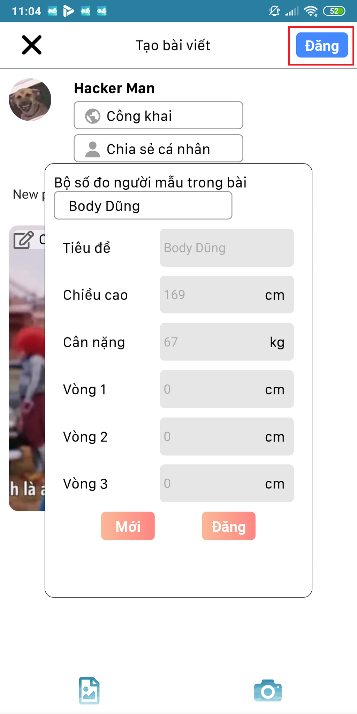 11:04
52
Tạo bài viết
Đăng
Hacker Man
Công khai
Chia sẻ cá nhân
New p
Bộ số đo người mẫu trong bài
Body Dũng
Tiêu đề Body Dũng
Chiều cao 169 cm
Cân nặng 67 kg
Vòng 1 0 cm
Vòng 2 0 cm
Vòng 3 0 cm
h là a
Mới Đăng